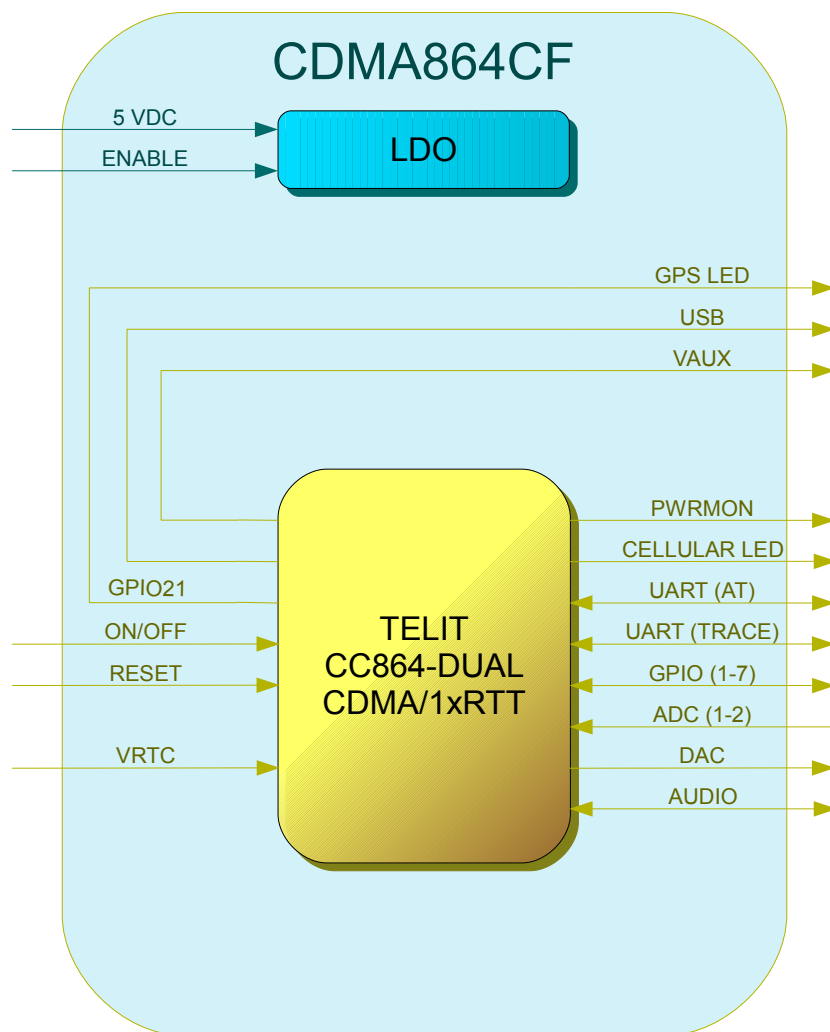 CDMA864CF
5 VDC
LDO
ENABLE
GPS LED
USB
VAUX
PWRMON
CELLULAR LED
GPIO21
UART (AT)
ON/OFF
UART (TRACE)
TELIT
CC864-DUAL
CDMA/1xRTT
RESET
GPIO (1-7)
ADC (1-2)
VRTC
DAC
AUDIO